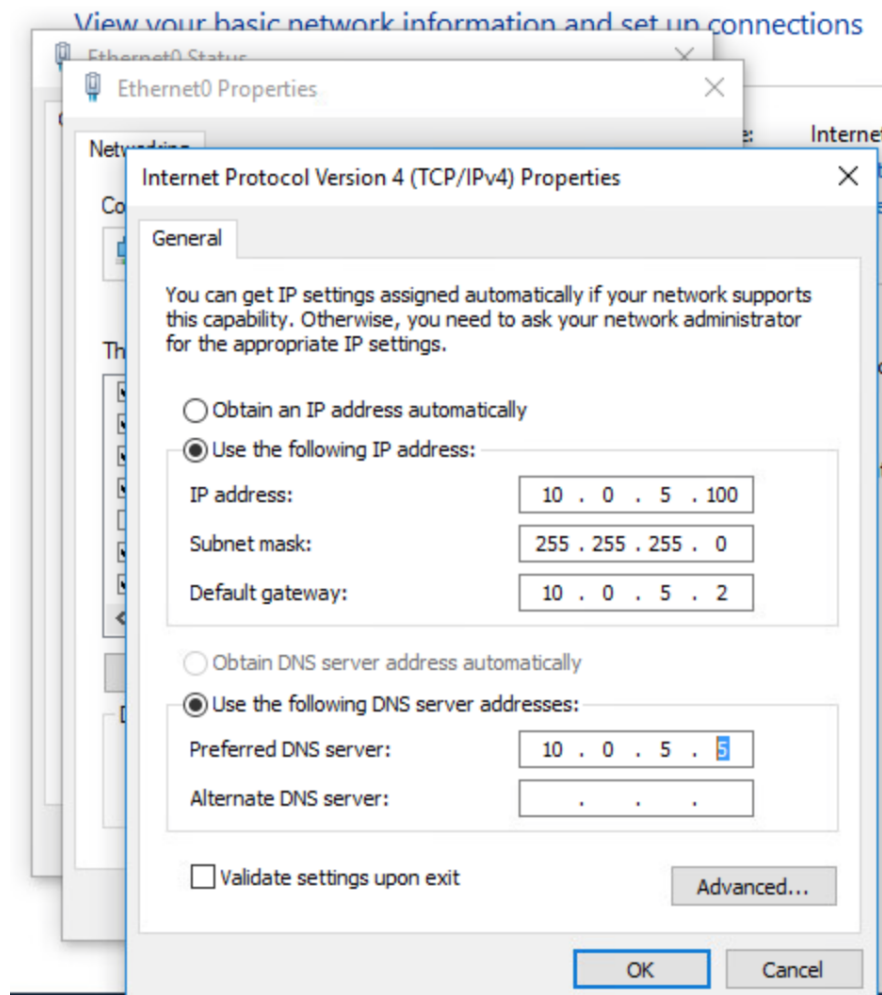 View your basic network information and set up connections
Ethernet0 Status
Ethernet0 Properties
Networking
Internet
Internet Protocol Version 4 (TCP/IPv4) Properties
General
You can get IP settings assigned automatically if your network supports
this capability. Otherwise, you need to ask your network administrator
for the appropriate IP settings.
Obtain an IP address automatically
Use the following IP address:
IP address: 10 . 0 . 5 . 100
Subnet mask: 255 . 255 . 255 . 0
Default gateway: 10 . 0 . 5 . 2
Obtain DNS server address automatically
Use the following DNS server addresses:
Preferred DNS server: 10 . 0 . 5 . 5
Alternate DNS server: . . .
Validate settings upon exit
Advanced...
OK Cancel